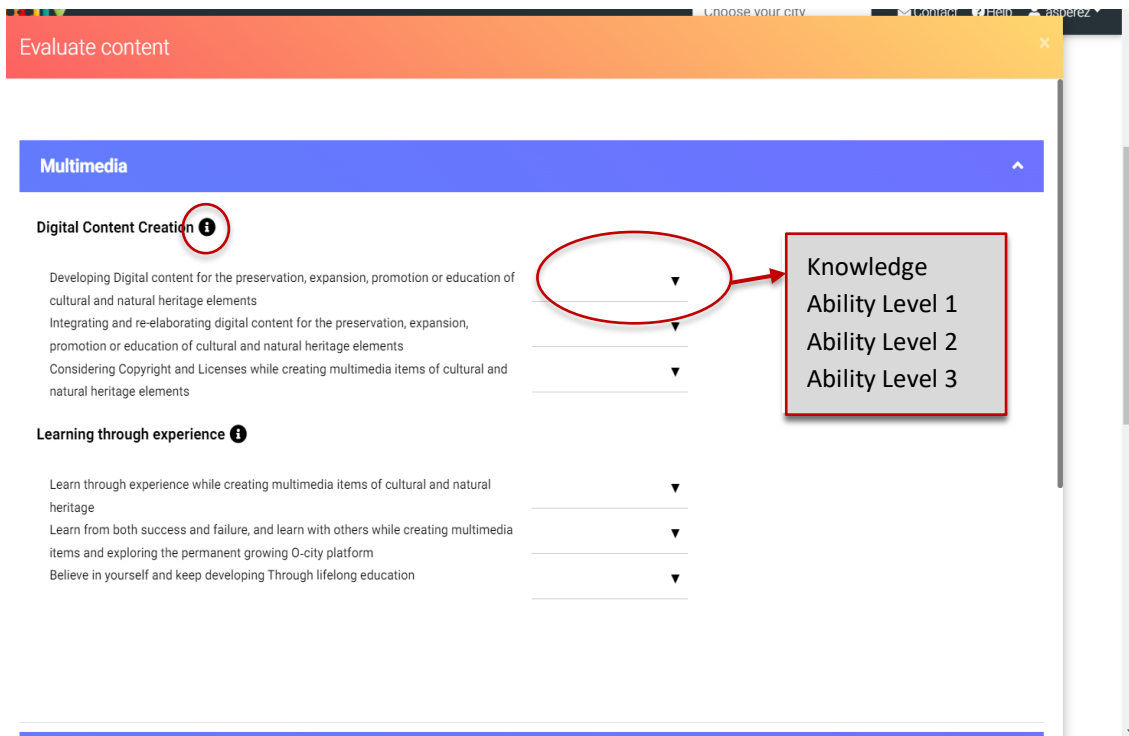 Choose your city
Contact
Help
asperez
Evaluate content
×
Multimedia
Digital Content Creation
Developing Digital content for the preservation, expansion, promotion or education of
cultural and natural heritage elements
Integrating and re-elaborating digital content for the preservation, expansion,
promotion or education of cultural and natural heritage elements
Considering Copyright and Licenses while creating multimedia items of cultural and
natural heritage elements
Knowledge
Ability Level 1
Ability Level 2
Ability Level 3
Learning through experience
Learn through experience while creating multimedia items of cultural and natural
heritage
Learn from both success and failure, and learn with others while creating multimedia
items and exploring the permanent growing O-city platform
Believe in yourself and keep developing Through lifelong education